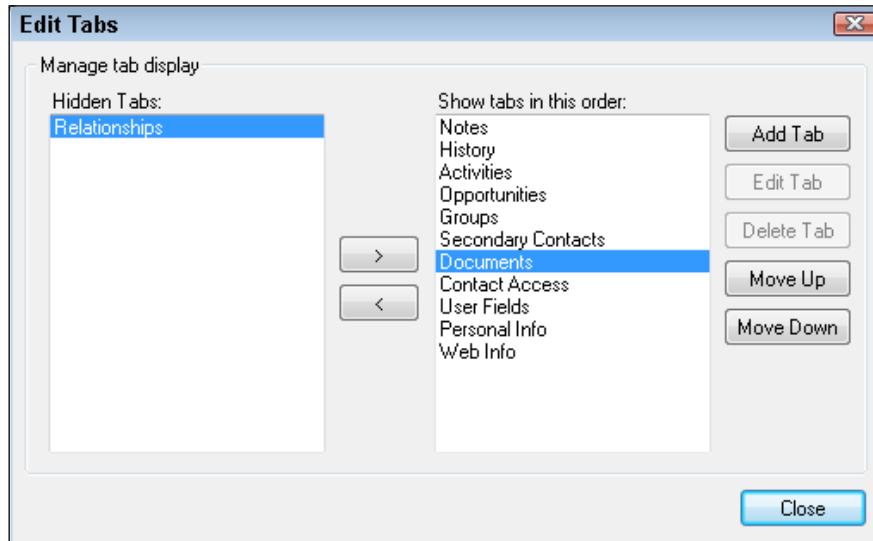 Edit Tabs
Manage tab display
Hidden Tabs:
Relationships
>
<
Show tabs in this order:
Notes
History
Activities
Opportunities
Groups
Secondary Contacts
Documents
Contact Access
User Fields
Personal Info
Web Info
Add Tab
Edit Tab
Delete Tab
Move Up
Move Down
Close